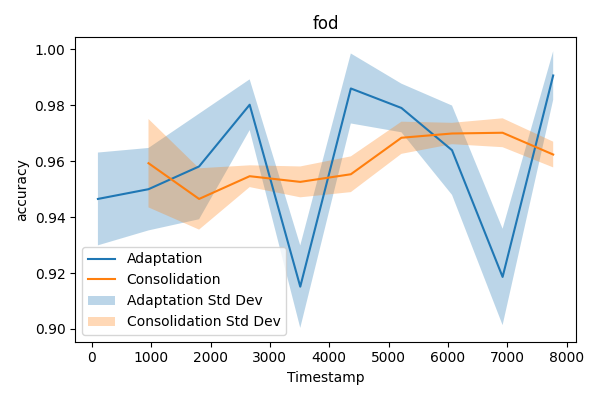 fod
accuracy
1.00
0.98
0.96
0.94
0.92
0.90
Adaptation
Consolidation
Adaptation Std Dev
Consolidation Std Dev
0 1000 2000 3000 4000 5000 6000 7000 8000
Timestamp